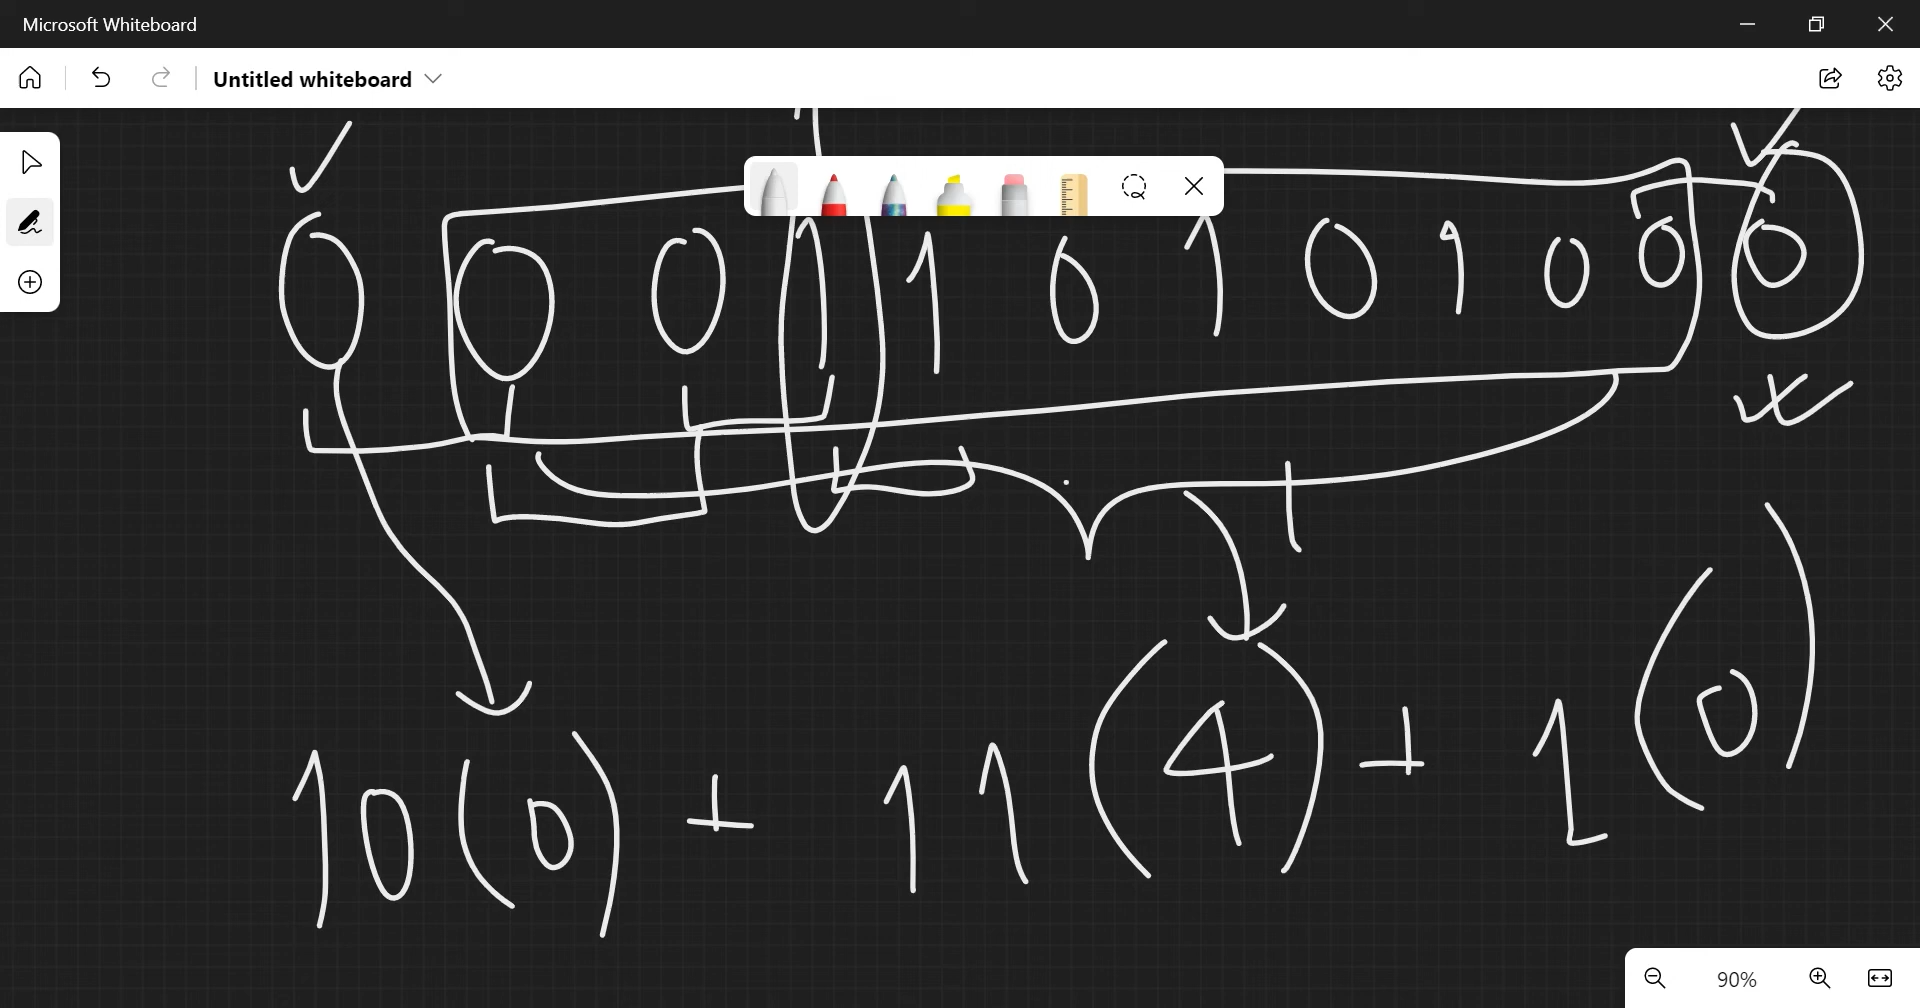 Microsoft Whiteboard
Untitled whiteboard
0 0 0 1 1 0 1 0 1 0 0 0
10(0) + 11(4) + 1(0)
90%